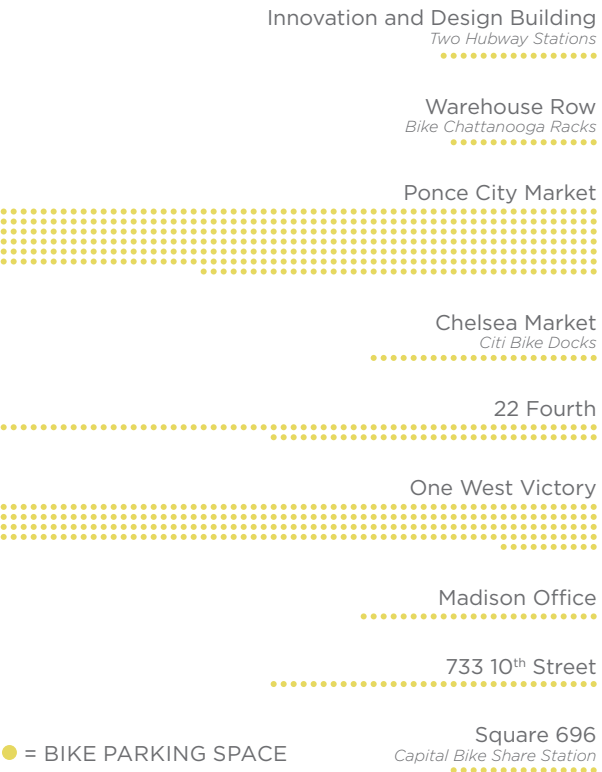 Innovation and Design Building
Two Hubway Stations
Warehouse Row
Bike Chattanooga Racks
Ponce City Market
Chelsea Market
Citi Bike Docks
22 Fourth
One West Victory
Madison Office
733 10th Street
Square 696
Capital Bike Share Station
= BIKE PARKING SPACE